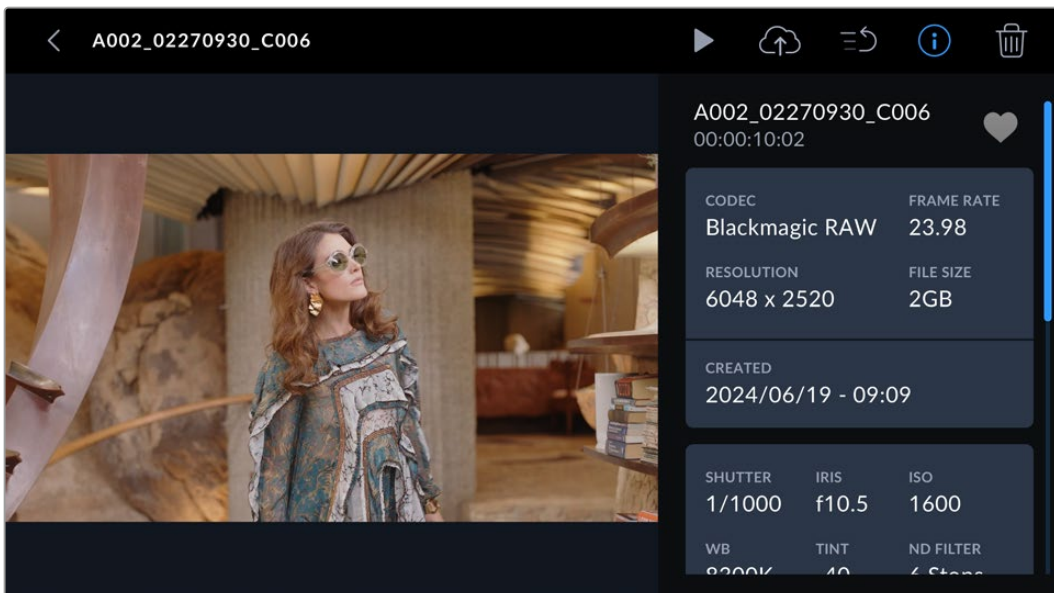 A002_02270930_C006
A002_02270930_C006
00:00:10:02
CODEC
FRAME RATE
Blackmagic RAW
23.98
RESOLUTION
FILE SIZE
6048 x 2520
2GB
CREATED
2024/06/19 - 09:09
SHUTTER
IRIS
ISO
1/1000
f10.5
1600
WB
TINT
ND FILTER